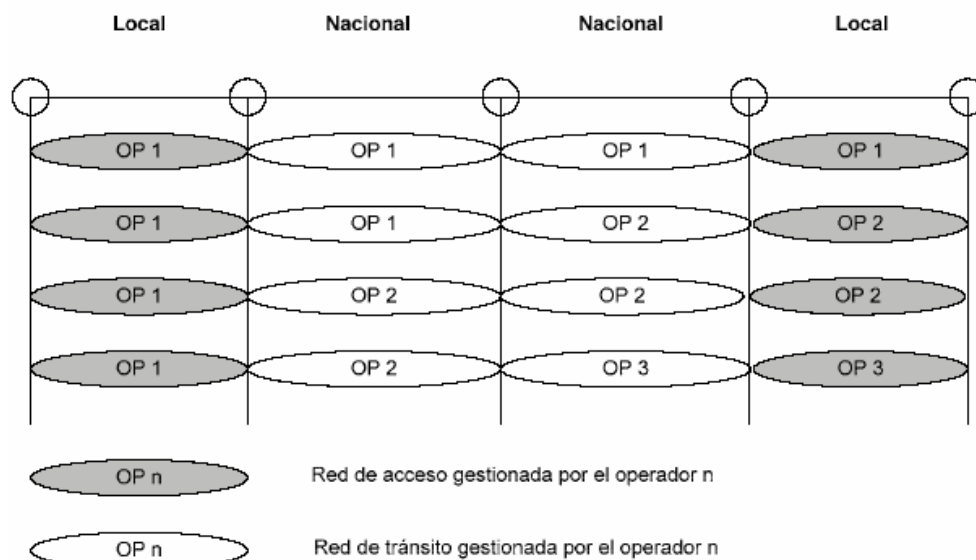 Local Nacional Nacional Local
OP 1 OP 1 OP 1 OP 1
OP 1 OP 1 OP 2 OP 2
OP 1 OP 2 OP 2 OP 2
OP 1 OP 2 OP 3 OP 3
OP n Red de acceso gestionada por el operador n
OP n Red de tránsito gestionada por el operador n